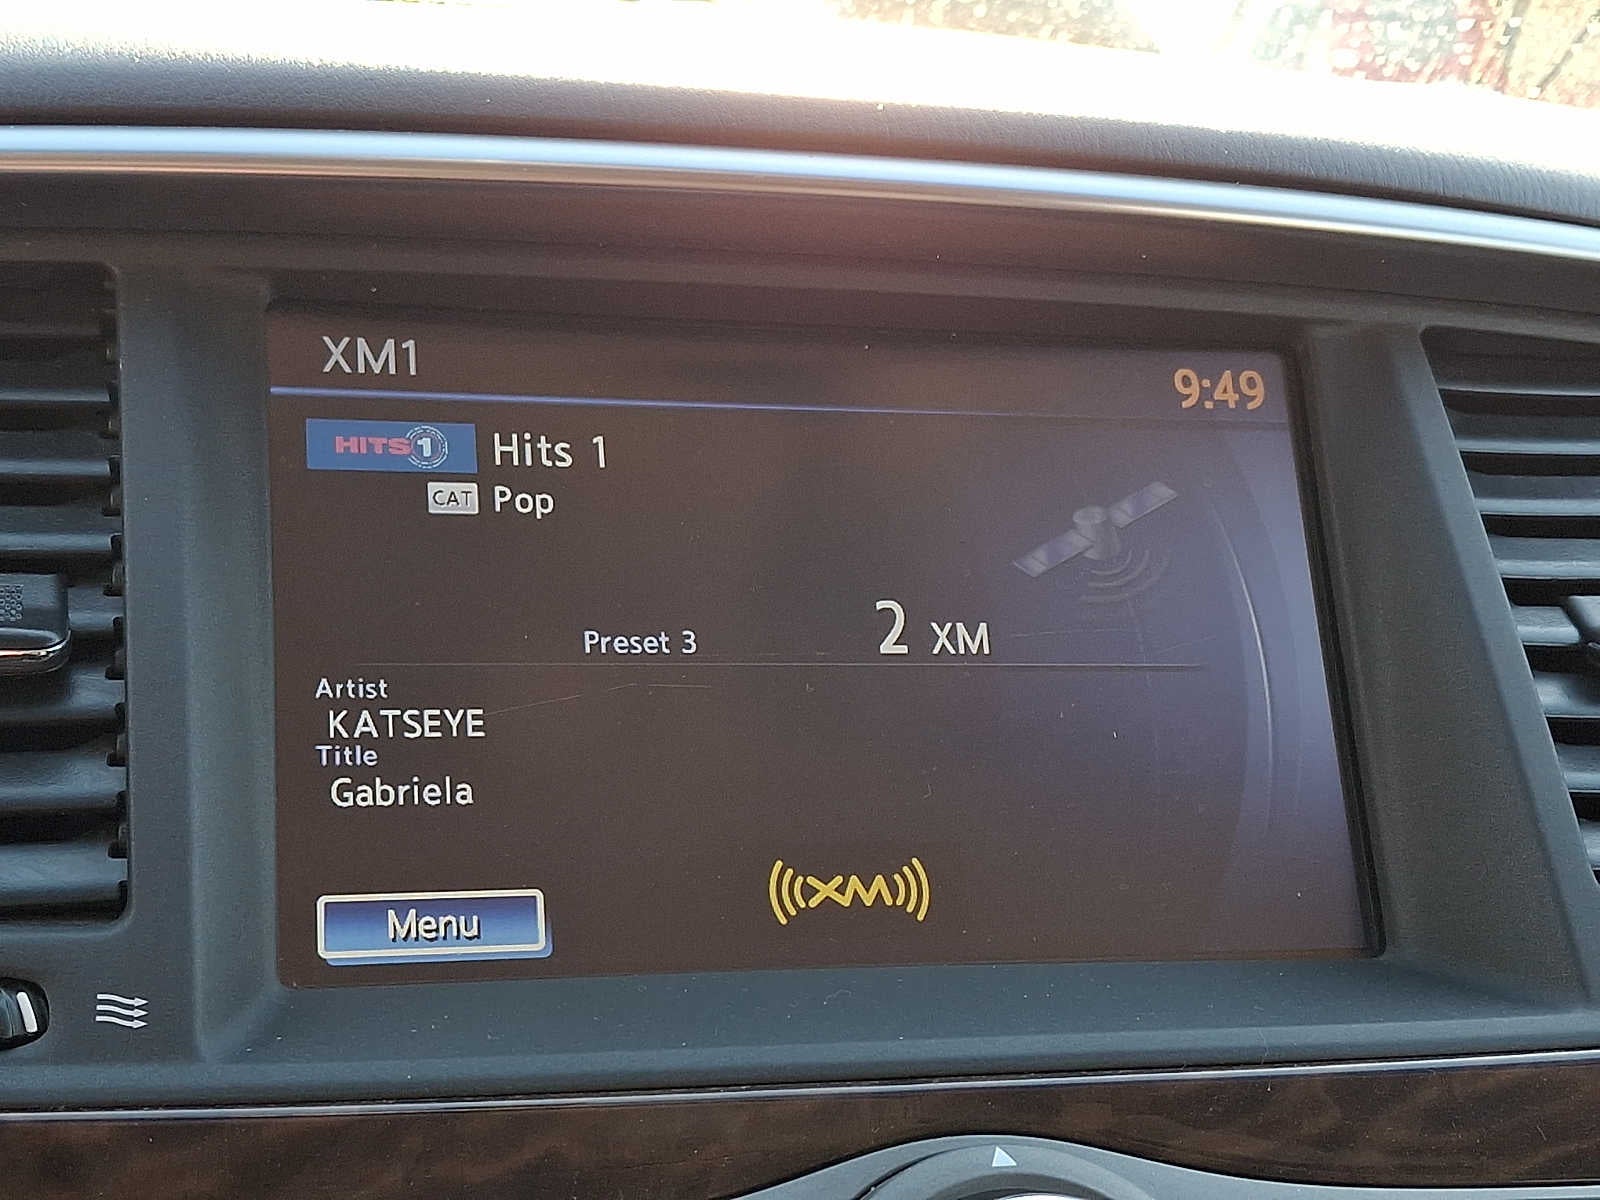 XM1
9:49
HITS 1 Hits 1
CAT Pop
Preset 3 2 XM
Artist
KATSEYE
Title
Gabriela
Menu
XM